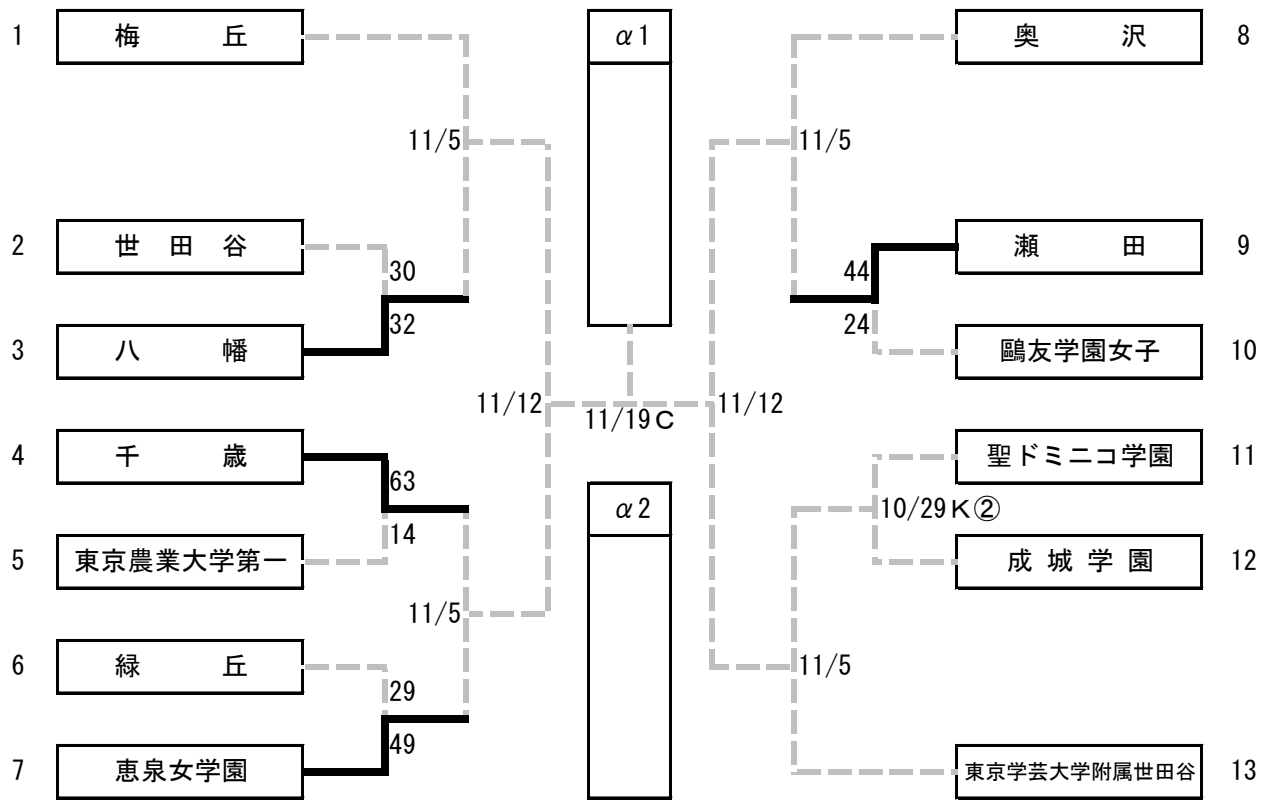 1 梅 丘
α1
奥 沢 8
11/5
11/5
2 世 田 谷
瀬 田 9
30
44
32
24
3 八 幡
鷗友学園女子 10
11/12
11/19C
11/12
4 千 歳
聖ドミニコ学園 11
63
α2
10/29K②
14
5 東京農業大学第一
成 城 学 園 12
11/5
6 緑 丘
11/5
29
49
7 恵泉女学園
東京学芸大学附属世田谷 13